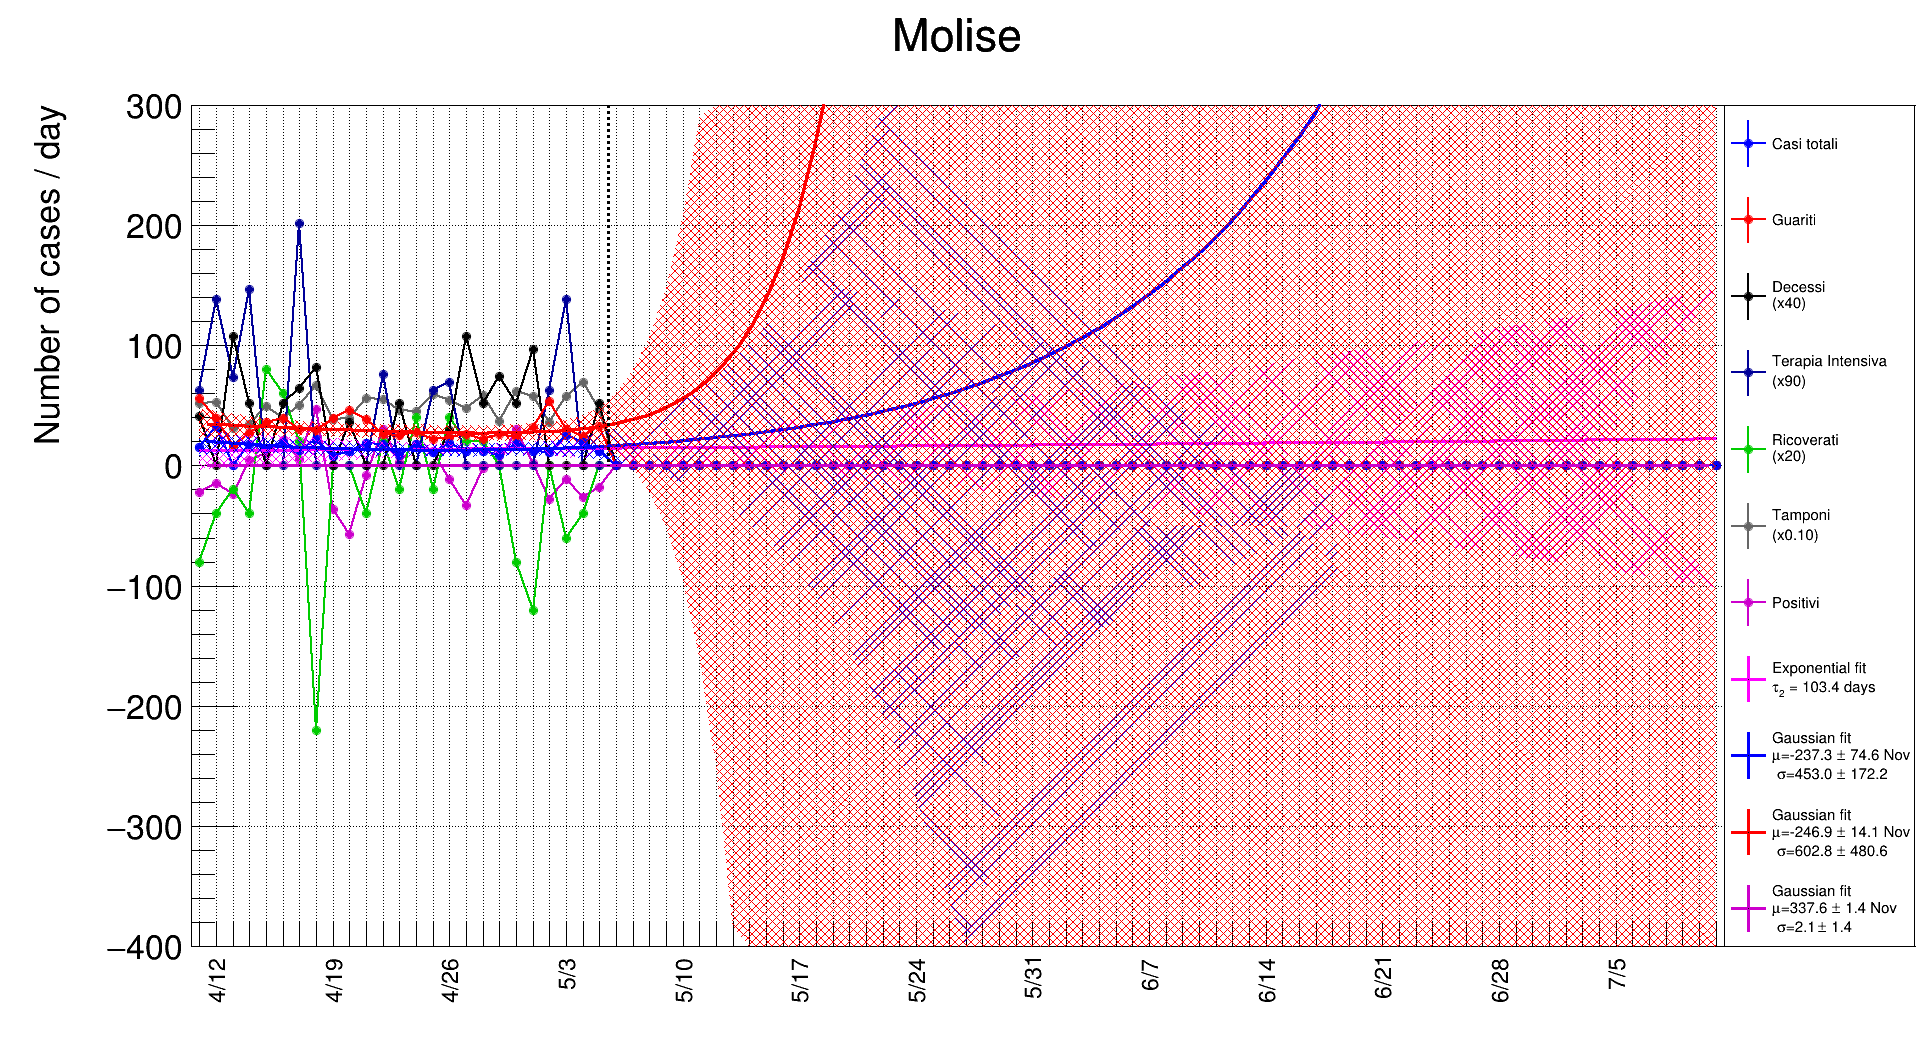 Molise
Number of cases / day
300
200
100
0
−100
−200
−300
−400
4/12
4/19
4/26
5/3
5/10
5/17
5/24
5/31
6/7
6/14
6/21
6/28
7/5
Casi totali
Guariti
Decessi
(x40)
Terapia Intensiva
(x90)
Ricoverati
(x20)
Tamponi
(x0.10)
Positivi
Exponential fit
τ₂ = 103.4 days
Gaussian fit
μ=-237.3 ± 74.6 Nov
σ=453.0 ± 172.2
Gaussian fit
μ=-246.9 ± 14.1 Nov
σ=602.8 ± 480.6
Gaussian fit
μ=337.6 ± 1.4 Nov
σ=2.1 ± 1.4